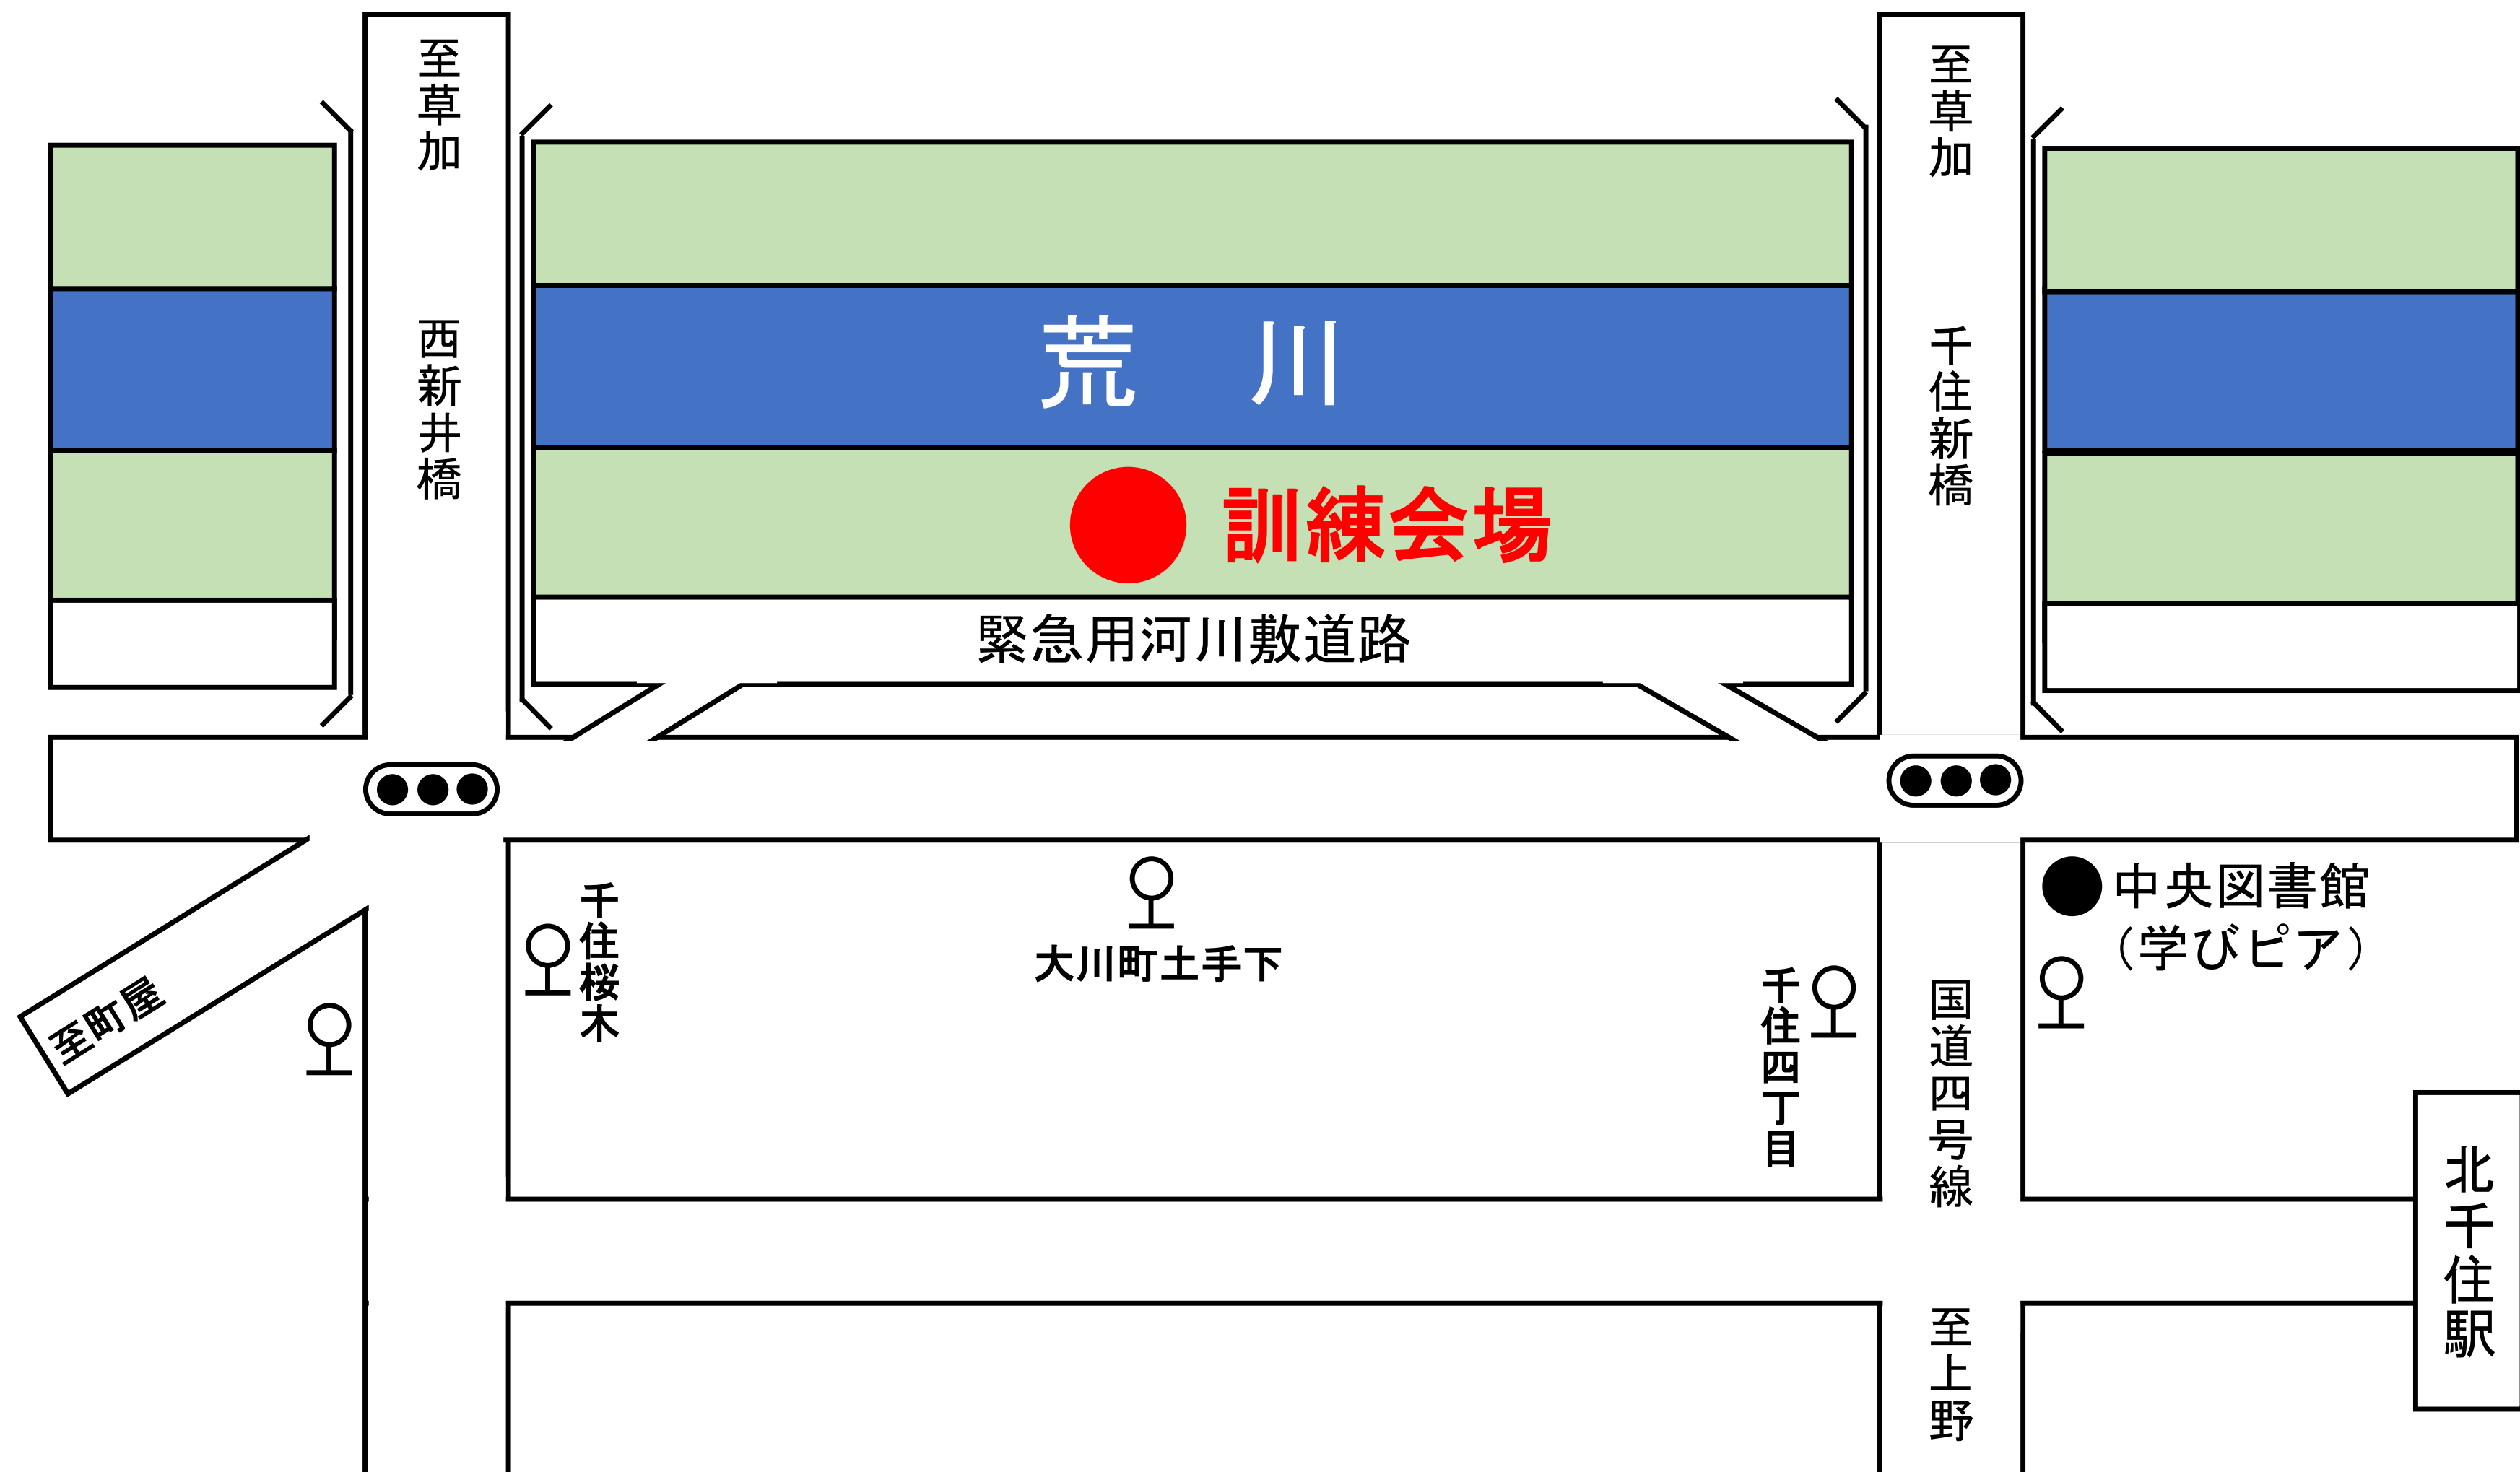 至草加
至草加
西新井橋
荒川
千住新橋
訓練会場
緊急用河川敷道路
中央図書館
（学びピア）
千住桜木
大川町土手下
千住四丁目
至町屋
国道四号線
北千住駅
至上野